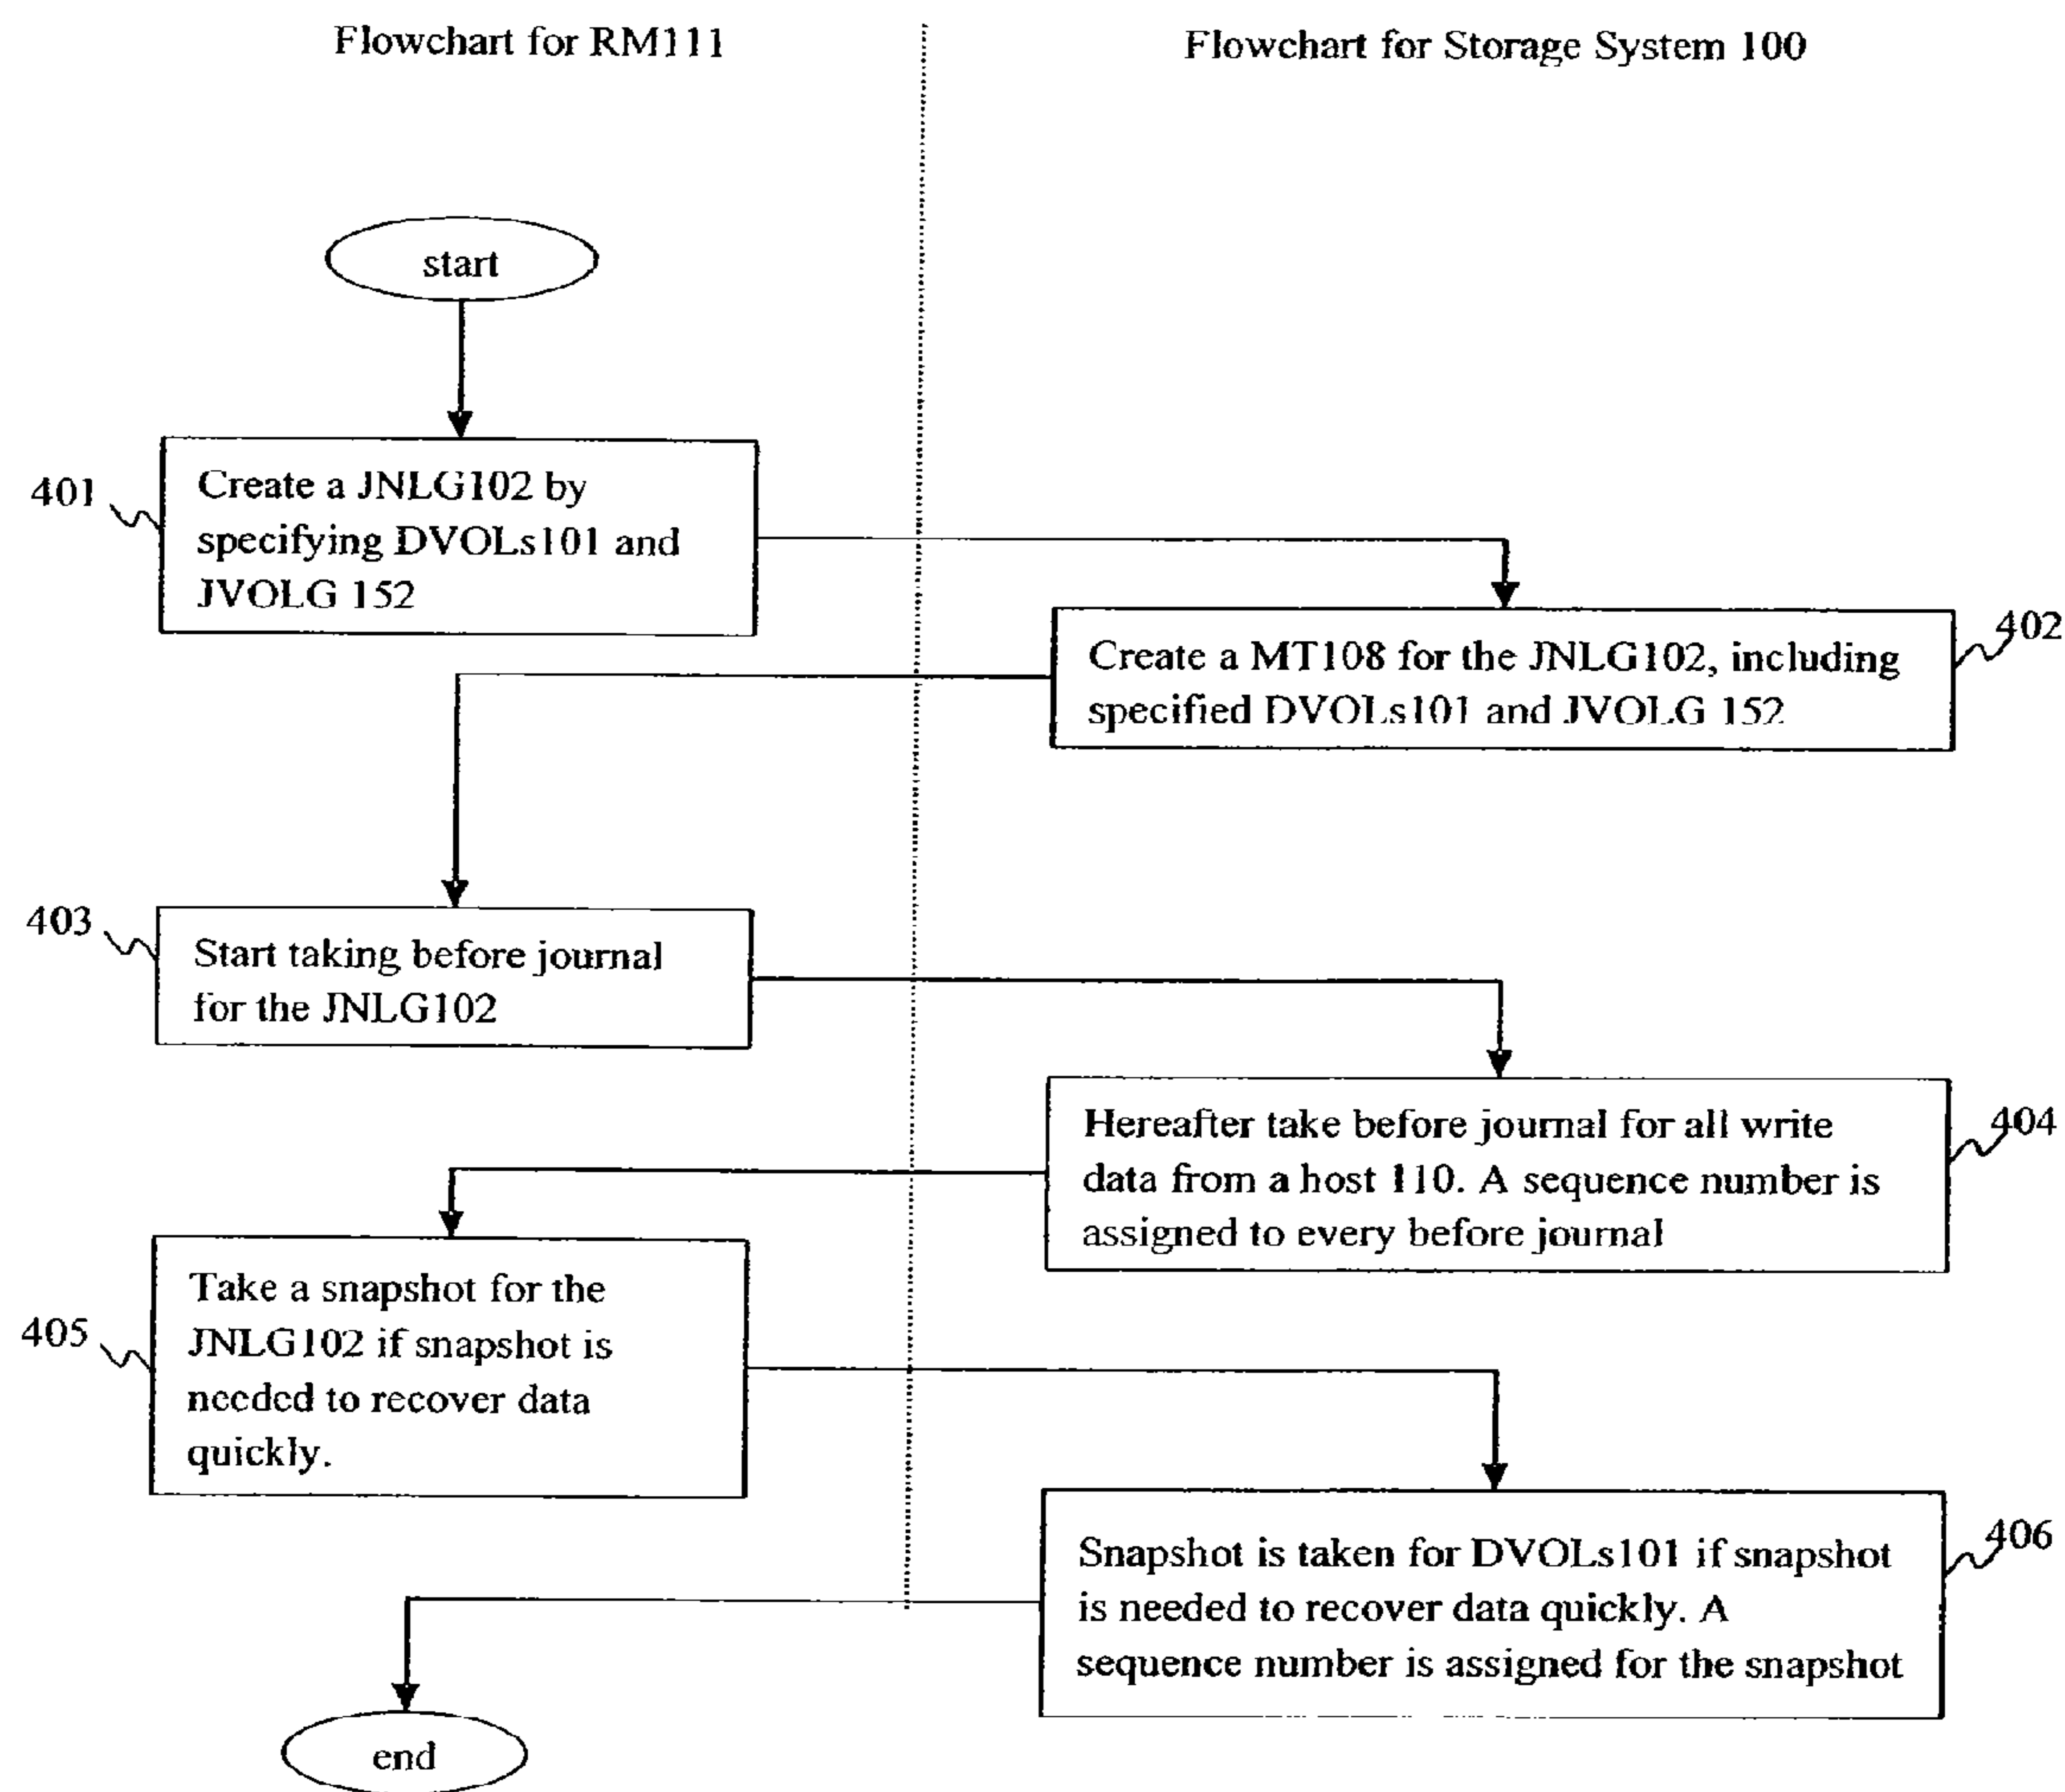 Flowchart for RM111
Flowchart for Storage System 100
start
401
Create a JNLG102 by
specifying DVOLs101 and
JVOLG 152
402
Create a MT108 for the JNLG102, including
specified DVOLs101 and JVOLG 152
403
Start taking before journal
for the JNLG102
404
Hereafter take before journal for all write
data from a host 110. A sequence number is
assigned to every before journal
405
Take a snapshot for the
JNLG102 if snapshot is
needed to recover data
quickly.
406
Snapshot is taken for DVOLs101 if snapshot
is needed to recover data quickly. A
sequence number is assigned for the snapshot
end